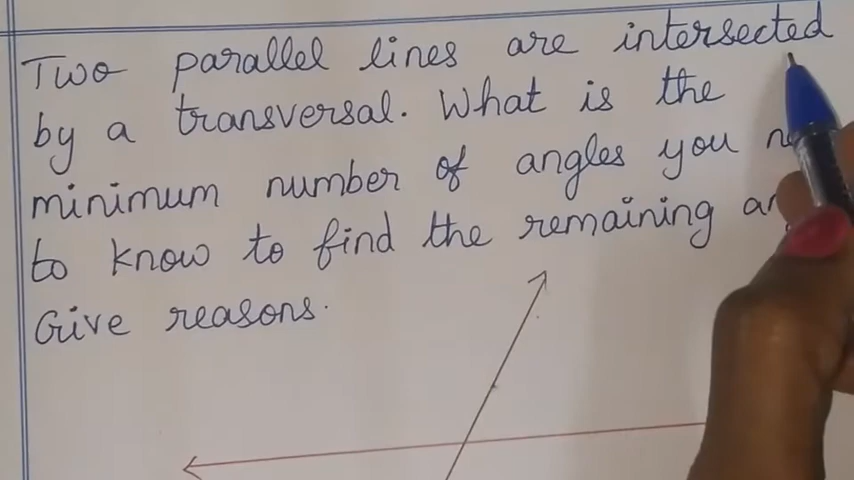 Two parallel lines are intersected
by a transversal. What is the
minimum number of angles you
to know to find the remaining
Give reasons.